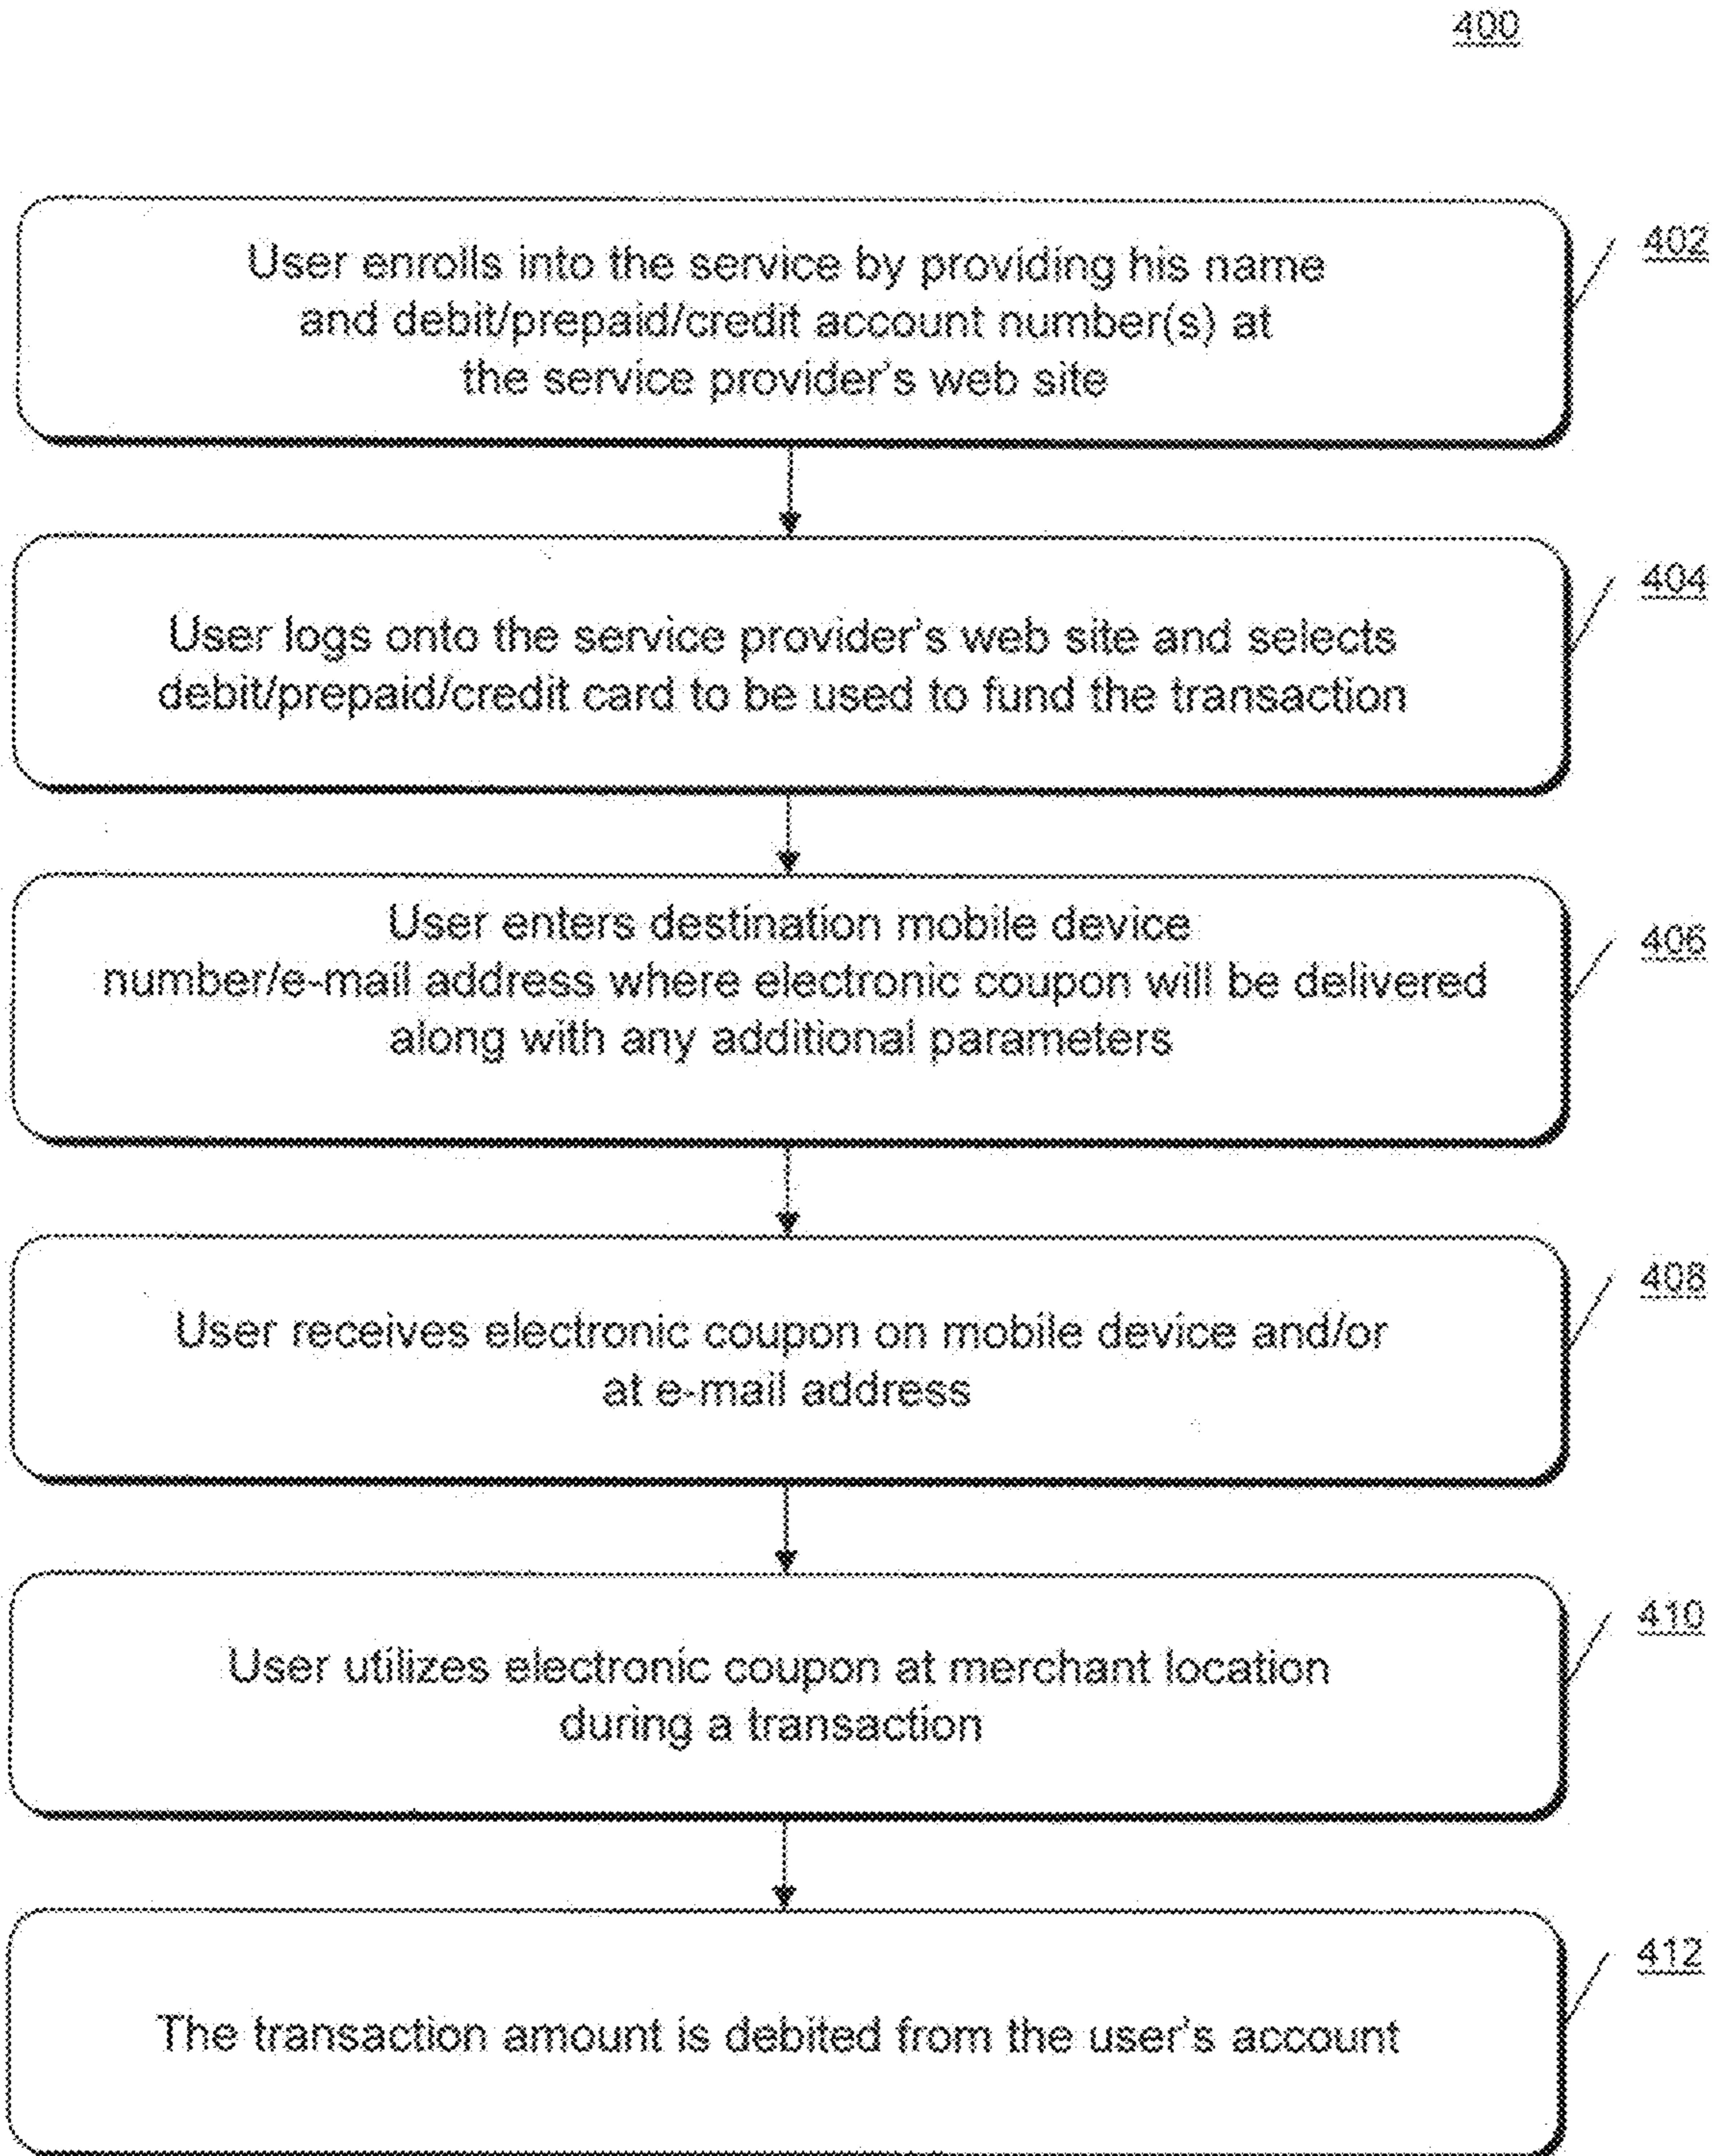 400
User enrolls into the service by providing his name
and debit/prepaid/credit account number(s) at
the service provider's web site
402
User logs onto the service provider's web site and selects
debit/prepaid/credit card to be used to fund the transaction
404
User enters destination mobile device
number/e-mail address where electronic coupon will be delivered
along with any additional parameters
406
User receives electronic coupon on mobile device and/or
at e-mail address
408
User utilizes electronic coupon at merchant location
during a transaction
410
The transaction amount is debited from the user's account
412